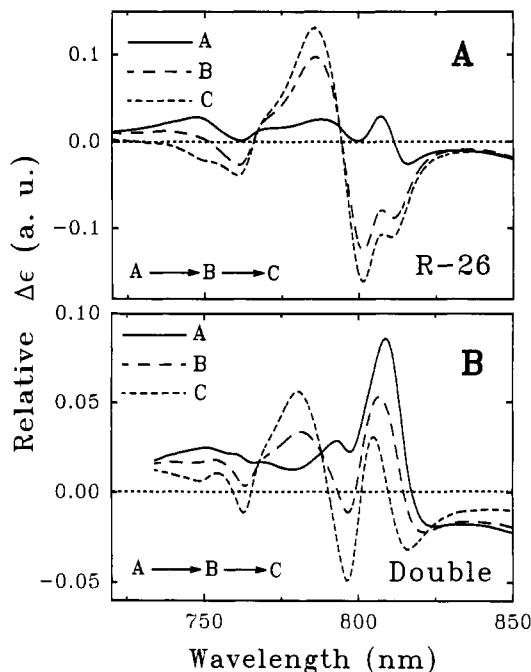 Relative Δϵ (a. u.)
0.1
0.0
-0.1
A
B
C
A
A → B → C
R-26
0.10
0.05
0.00
-0.05
A
B
C
B
A → B → C
Double
750
800
850
Wavelength (nm)